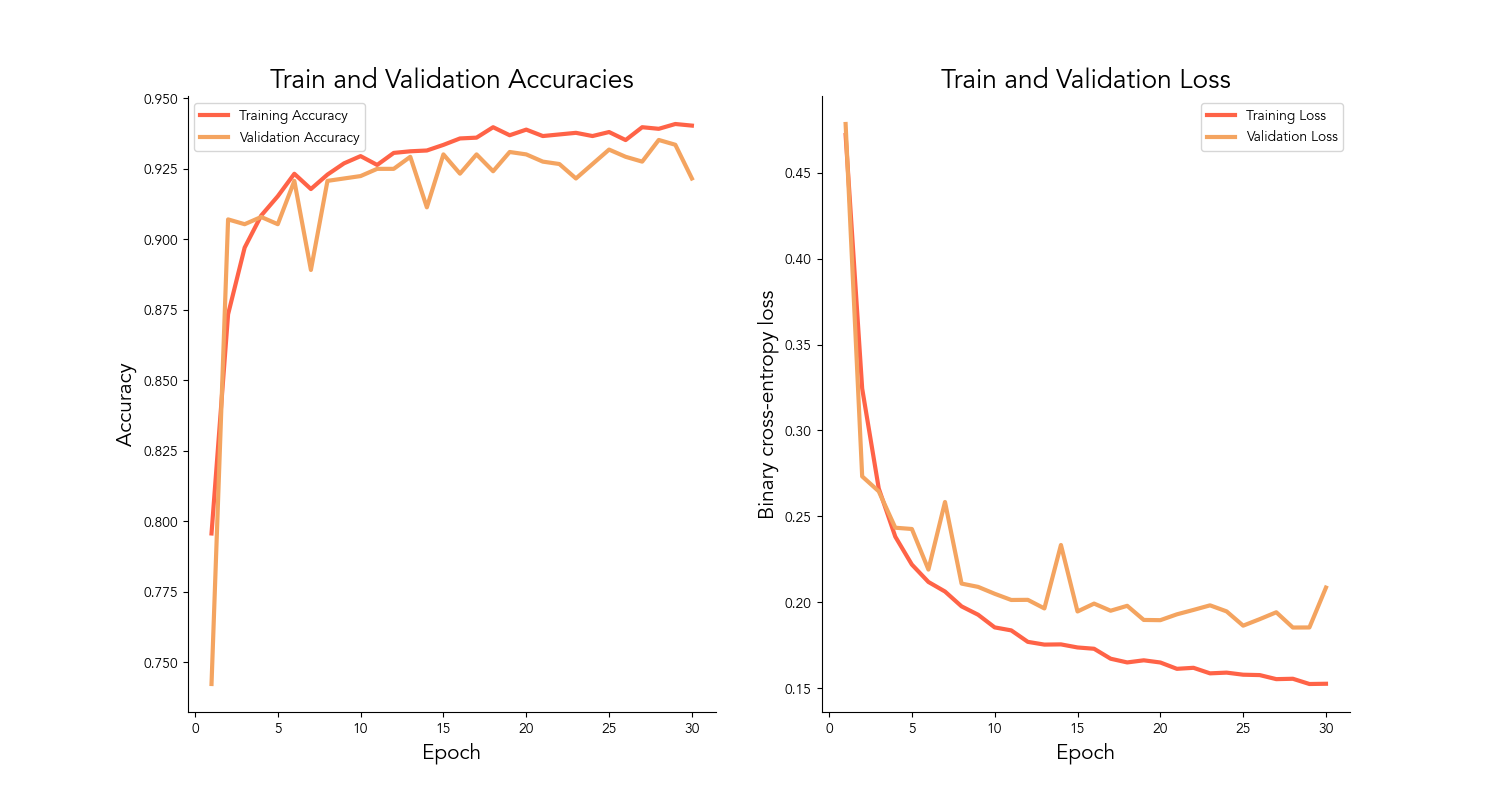 Train and Validation Accuracies
Training Accuracy
Validation Accuracy
0.950
0.925
0.900
0.875
0.850
0.825
0.800
0.775
0.750
Accuracy
0 5 10 15 20 25 30
Epoch
Train and Validation Loss
Training Loss
Validation Loss
0.45
0.40
0.35
0.30
0.25
0.20
0.15
Binary cross-entropy loss
0 5 10 15 20 25 30
Epoch